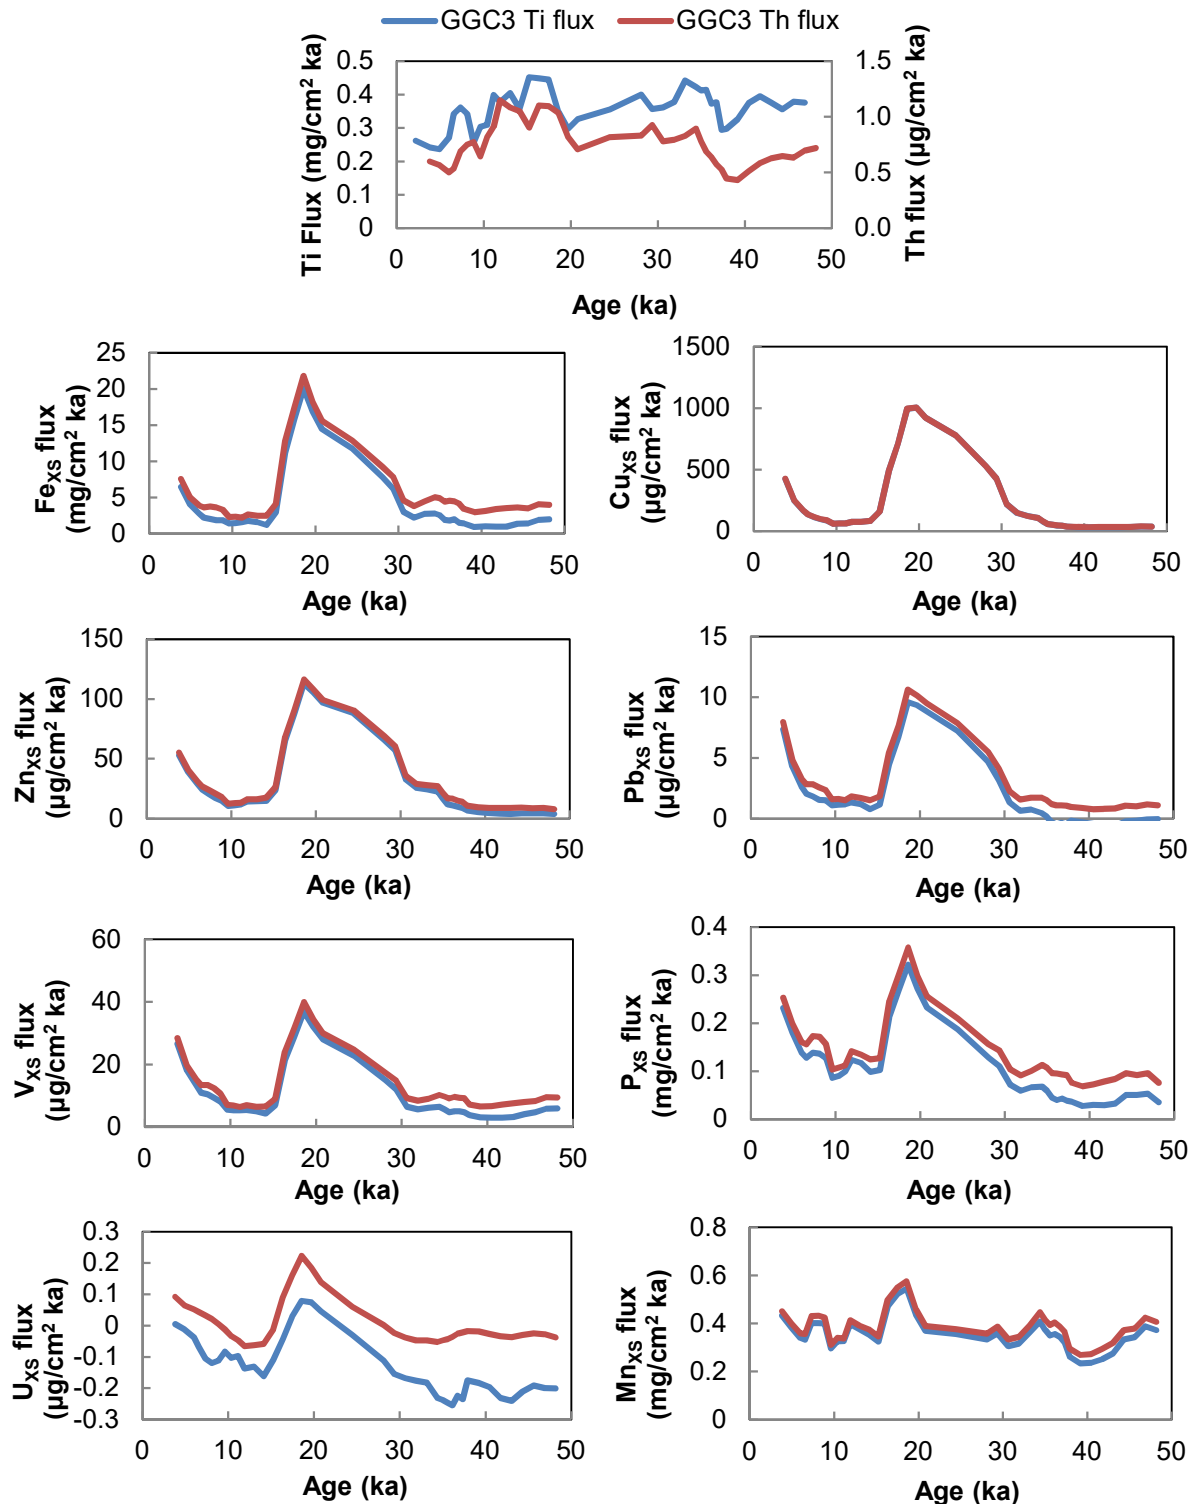 GGC3 Ti flux GGC3 Th flux
Ti Flux (mg/cm² ka)
0.5
0.4
0.3
0.2
0.1
0
1.5
1.0
0.5
0.0
Th flux (µg/cm² ka)
0 10 20 30 40 50
Age (ka)
FeXS flux
(mg/cm² ka)
25
20
15
10
5
0
0 10 20 30 40 50
Age (ka)
CuXS flux
(µg/cm² ka)
1500
1000
500
0
0 10 20 30 40 50
Age (ka)
ZnXS flux
(µg/cm² ka)
150
100
50
0
0 10 20 30 40 50
Age (ka)
PbXS flux
(µg/cm² ka)
15
10
5
0
0 10 20 30 40 50
Age (ka)
VXS flux
(µg/cm² ka)
60
40
20
0
0 10 20 30 40 50
Age (ka)
PXS flux
(mg/cm² ka)
0.4
0.3
0.2
0.1
0
0 10 20 30 40 50
Age (ka)
UXS flux
(µg/cm² ka)
0.3
0.2
0.1
0
-0.1
-0.2
-0.3
0 10 20 30 40 50
Age (ka)
MnXS flux
(mg/cm² ka)
0.8
0.6
0.4
0.2
0
0 10 20 30 40 50
Age (ka)